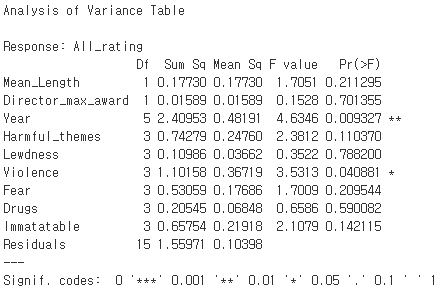 Analysis of Variance Table

Response: All_rating
                   Df  Sum Sq Mean Sq F value   Pr(>F)
Mean_Length         1 0.17730 0.17730  1.7051 0.211295
Director_max_award  1 0.01589 0.01589  0.1528 0.701355
Year                5 2.40953 0.48191  4.6346 0.009327 **
Harmful_themes      3 0.74279 0.24760  2.3812 0.110370
Lewdness            3 0.10986 0.03662  0.3522 0.788200
Violence            3 1.10158 0.36719  3.5313 0.040881 *
Fear                3 0.53059 0.17686  1.7009 0.209544
Drugs               3 0.20545 0.06848  0.6586 0.590082
Immatatable         3 0.65754 0.21918  2.1079 0.142115
Residuals          15 1.55971 0.10398
---
Signif. codes:  0 '***' 0.001 '**' 0.01 '*' 0.05 '.' 0.1 ' ' 1